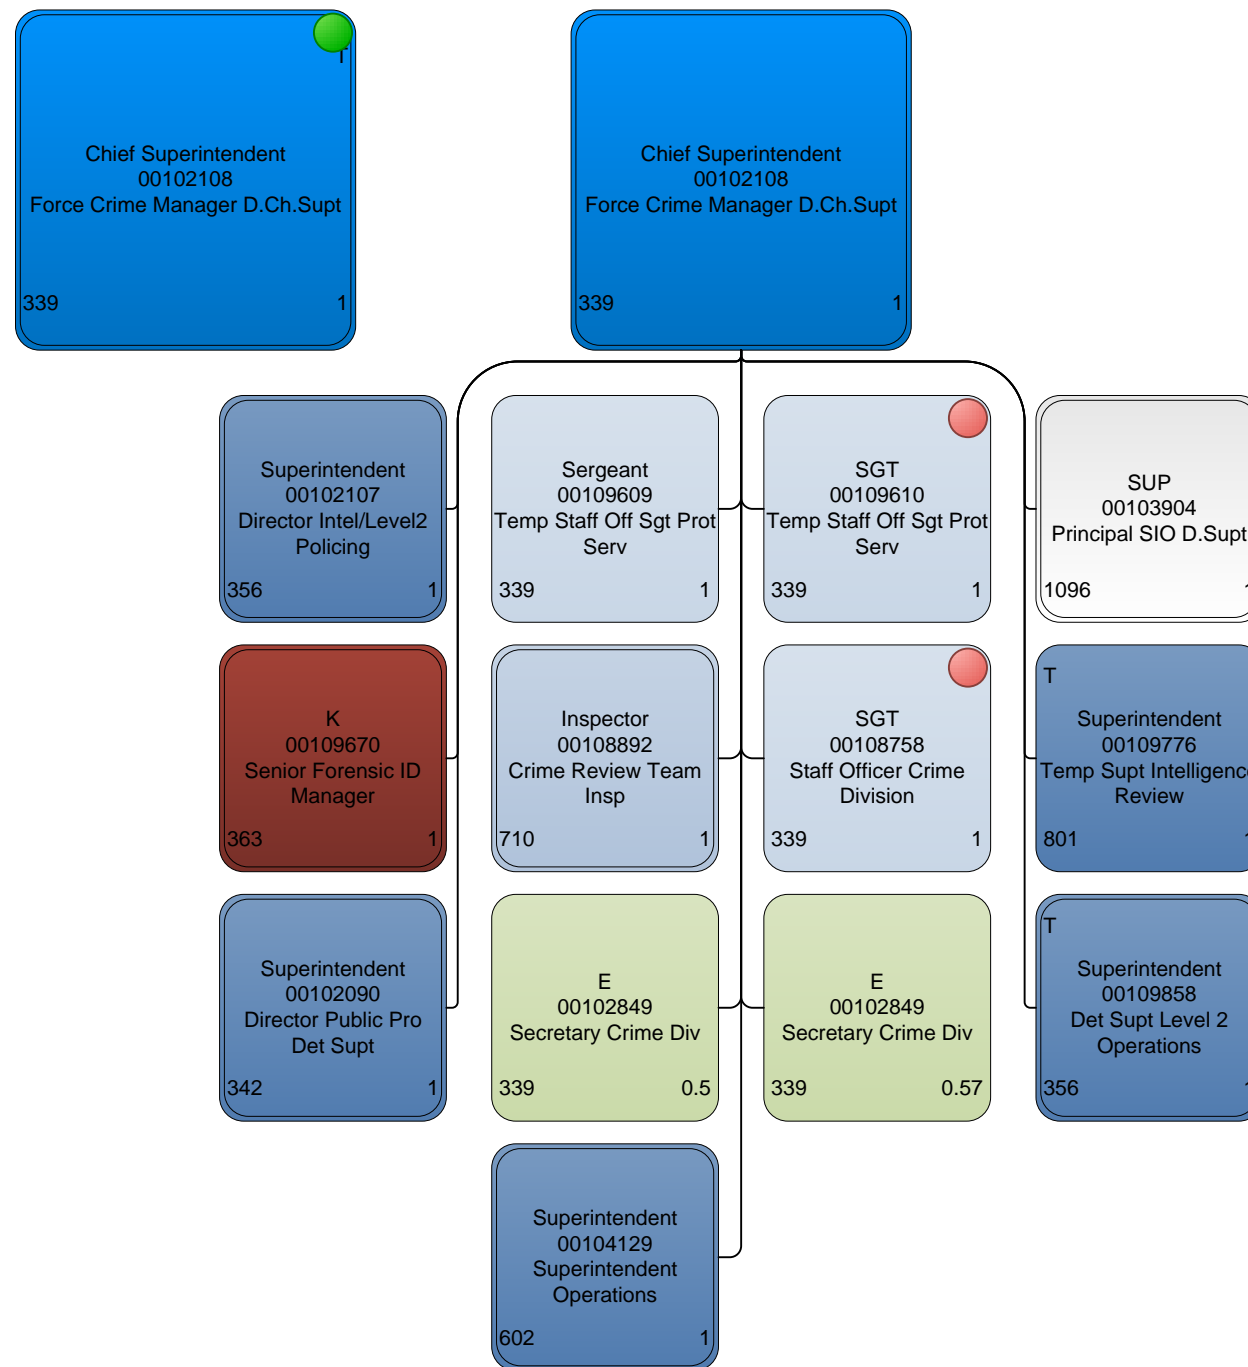 T
Chief Superintendent
00102108
Force Crime Manager D.Ch.Supt
339 1
Chief Superintendent
00102108
Force Crime Manager D.Ch.Supt
339 1
Superintendent
00102107
Director Intel/Level2
Policing
356 1
Sergeant
00109609
Temp Staff Off Sgt Prot
Serv
339 1
SGT
00109610
Temp Staff Off Sgt Prot
Serv
339 1
SUP
00103904
Principal SIO D.Supt
1096 1
K
00109670
Senior Forensic ID
Manager
363 1
Inspector
00108892
Crime Review Team
Insp
710 1
SGT
00108758
Staff Officer Crime
Division
339 1
T
Superintendent
00109776
Temp Supt Intelligence
Review
801 1
Superintendent
00102090
Director Public Pro
Det Supt
342 1
E
00102849
Secretary Crime Div
339 0.5
E
00102849
Secretary Crime Div
339 0.57
T
Superintendent
00109858
Det Supt Level 2
Operations
356 1
Superintendent
00104129
Superintendent
Operations
602 1